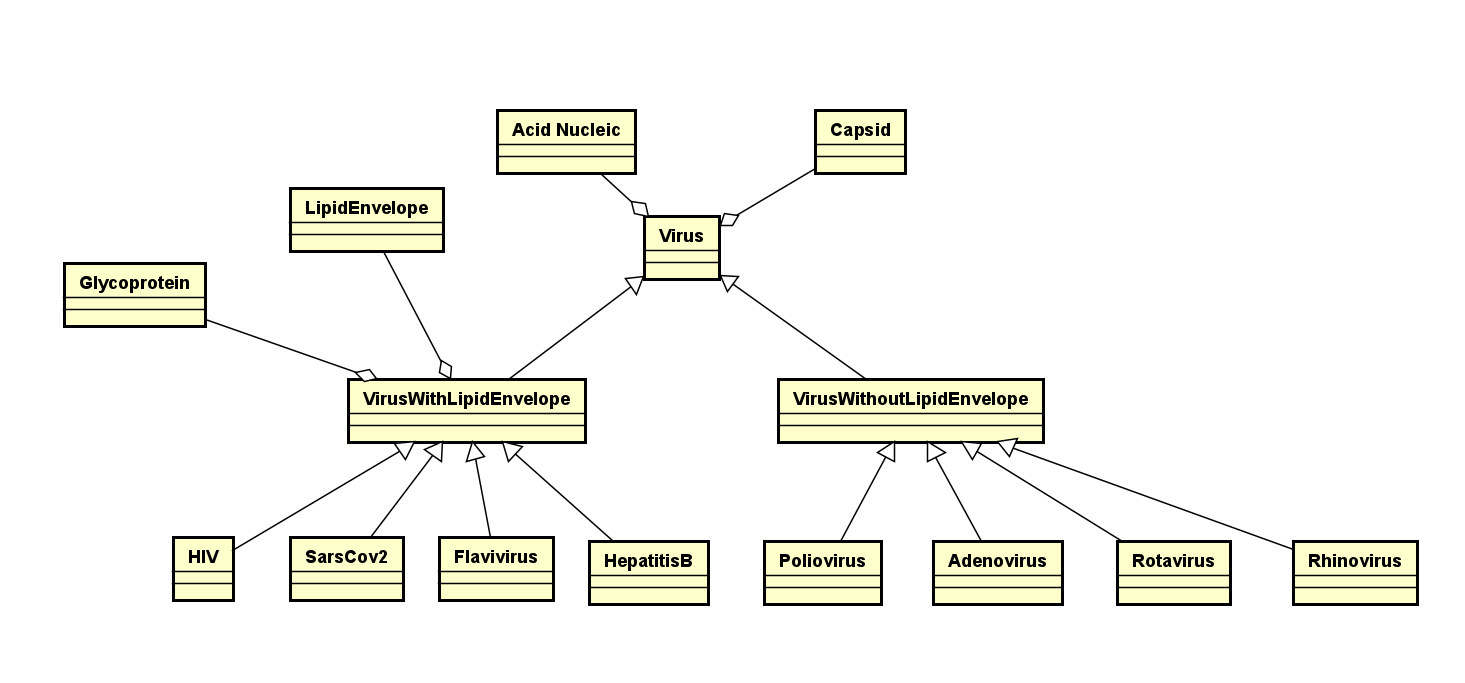 Acid Nucleic
Capsid
LipidEnvelope
Virus
Glycoprotein
VirusWithLipidEnvelope
VirusWithoutLipidEnvelope
HIV
SarsCov2
Flavivirus
HepatitisB
Poliovirus
Adenovirus
Rotavirus
Rhinovirus